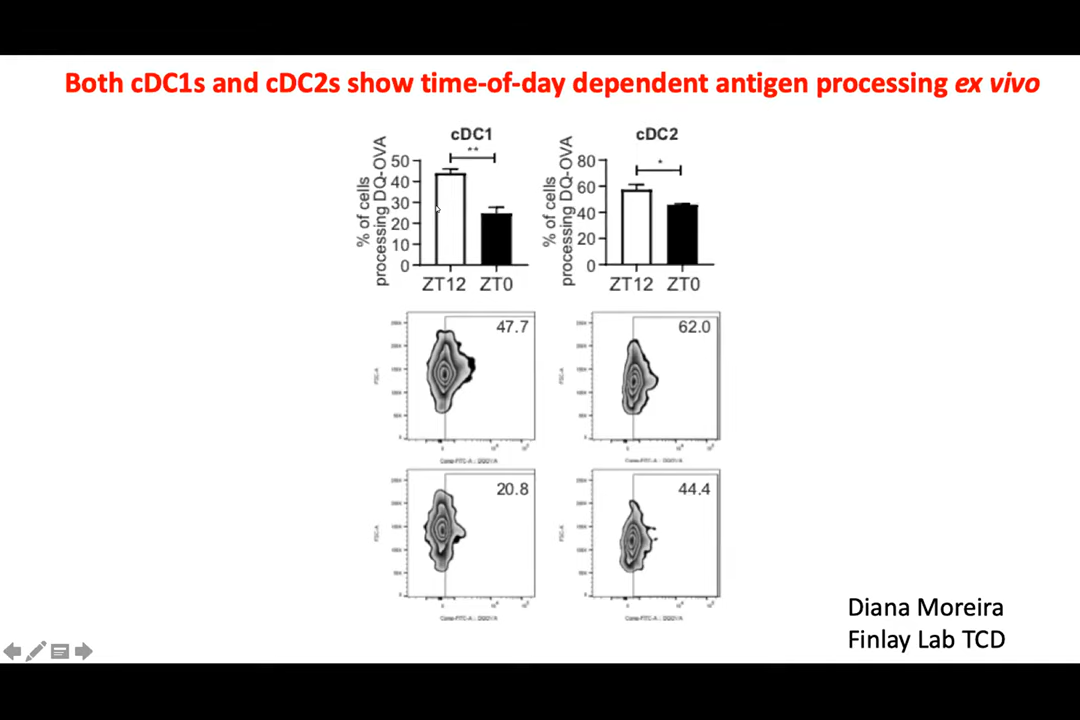 Both cDC1s and cDC2s show time-of-day dependent antigen processing ex vivo
cDC1
**
% of cells
processing DQ-OVA
50
40
30
20
10
0
ZT12 ZT0
cDC2
*
% of cells
processing DQ-OVA
80
60
40
20
0
ZT12 ZT0
47.7
62.0
20.8
44.4
Diana Moreira
Finlay Lab TCD